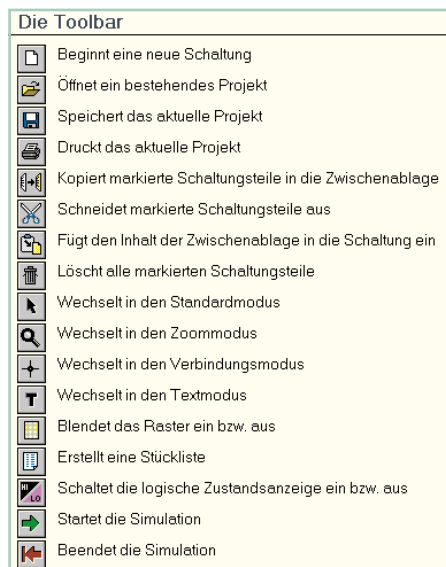 Die Toolbar
Beginnt eine neue Schaltung
Öffnet ein bestehendes Projekt
Speichert das aktuelle Projekt
Druckt das aktuelle Projekt
Kopiert markierte Schaltungsteile in die Zwischenablage
Schneidet markierte Schaltungsteile aus
Fügt den Inhalt der Zwischenablage in die Schaltung ein
Löscht alle markierten Schaltungsteile
Wechselt in den Standardmodus
Wechselt in den Zoommodus
Wechselt in den Verbindungsmodus
T Wechselt in den Textmodus
Blendet das Raster ein bzw. aus
Erstellt eine Stückliste
HI LO Schaltet die logische Zustandsanzeige ein bzw. aus
Startet die Simulation
Beendet die Simulation